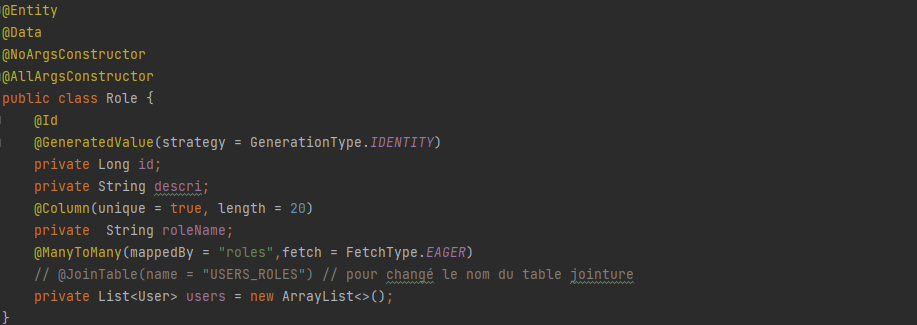 @Entity
@Data
@NoArgsConstructor
@AllArgsConstructor
public class Role {
    @Id
    @GeneratedValue(strategy = GenerationType.IDENTITY)
    private Long id;
    private String descri;
    @Column(unique = true, length = 20)
    private  String roleName;
    @ManyToMany(mappedBy = "roles",fetch = FetchType.EAGER)
    // @JoinTable(name = "USERS_ROLES") // pour changé le nom du table jointure
    private List<User> users = new ArrayList<>();
}